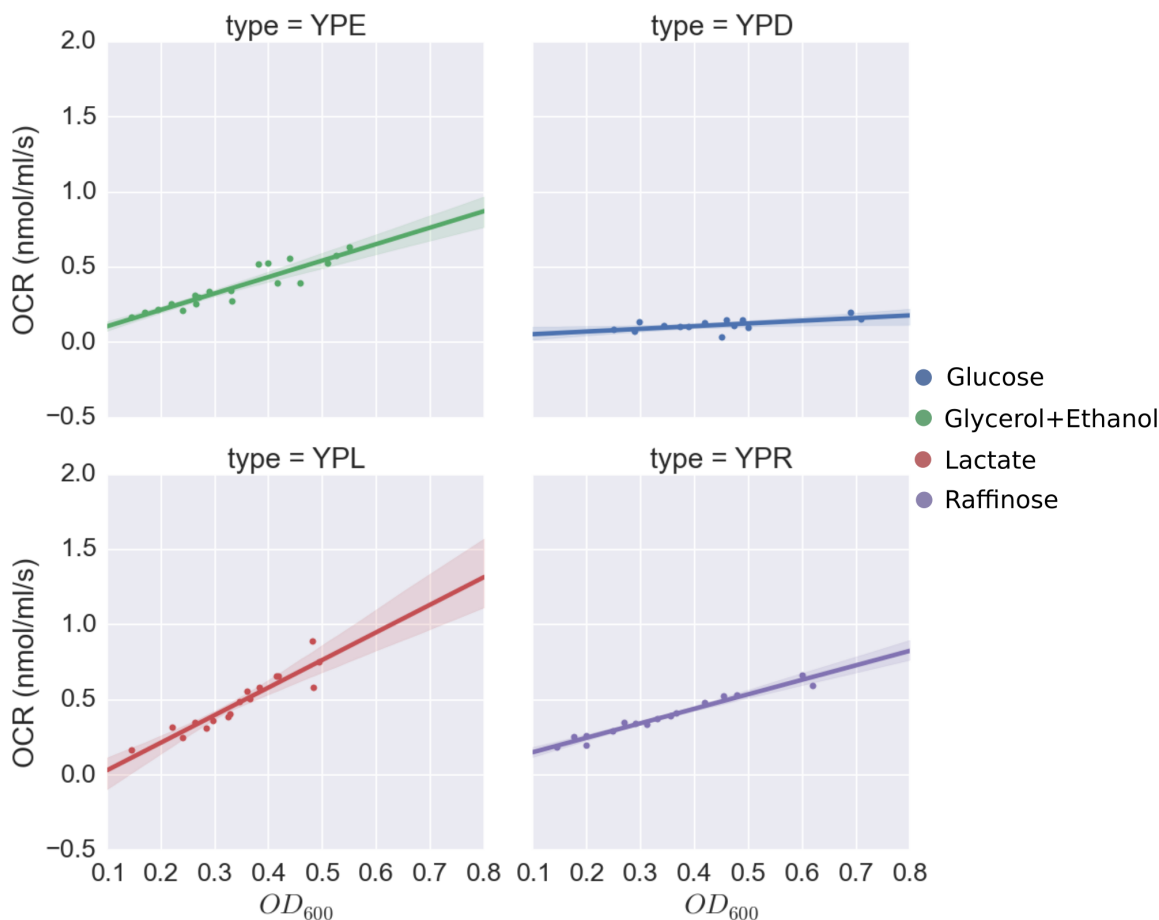 type = YPE
type = YPD
2.0
1.5
1.0
0.5
0.0
−0.5
OCR (nmol/ml/s)
Glucose
Glycerol+Ethanol
Lactate
Raffinose
type = YPL
type = YPR
2.0
1.5
1.0
0.5
0.0
−0.5
OCR (nmol/ml/s)
0.1 0.2 0.3 0.4 0.5 0.6 0.7 0.8
0.1 0.2 0.3 0.4 0.5 0.6 0.7 0.8
OD600
OD600